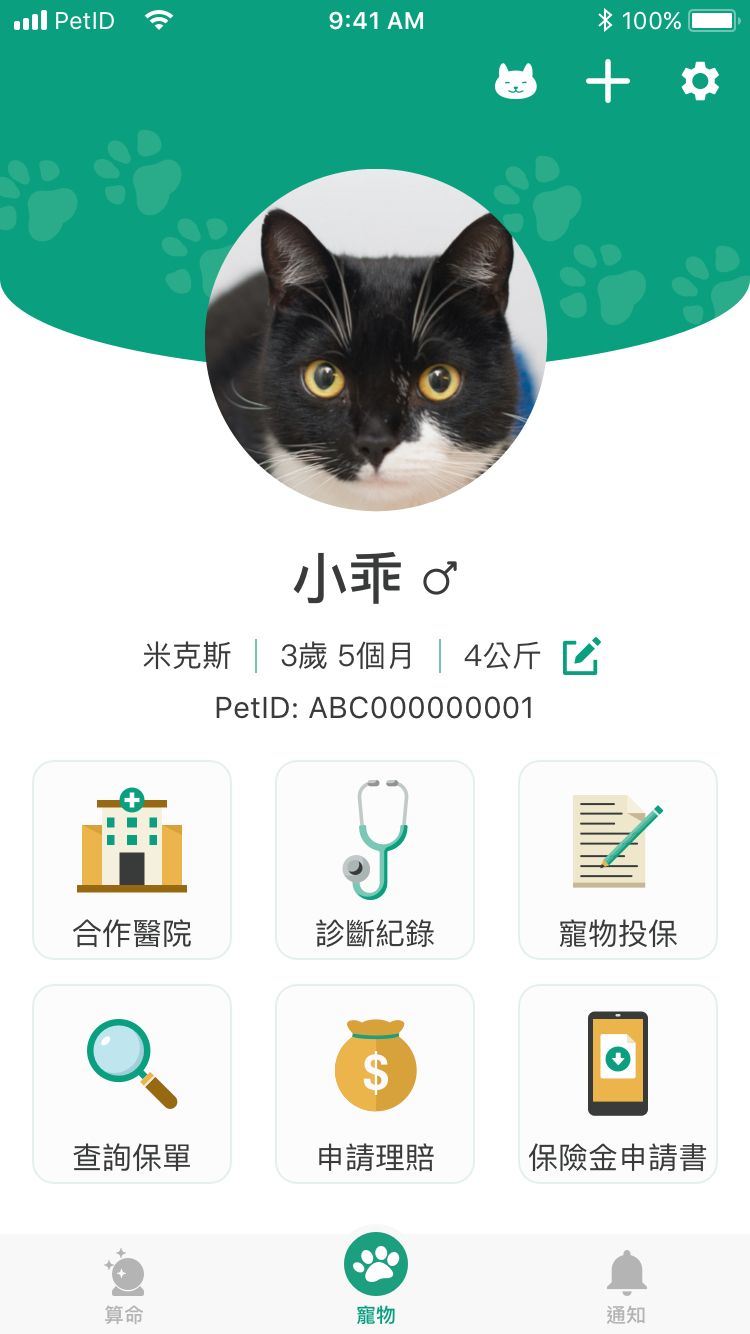 PetID 9:41 AM 100%
小乖 ♂
米克斯 | 3歲 5個月 | 4公斤
PetID: ABC000000001
合作醫院 診斷紀錄 寵物投保
$
查詢保單 申請理賠 保險金申請書
算命 寵物 通知